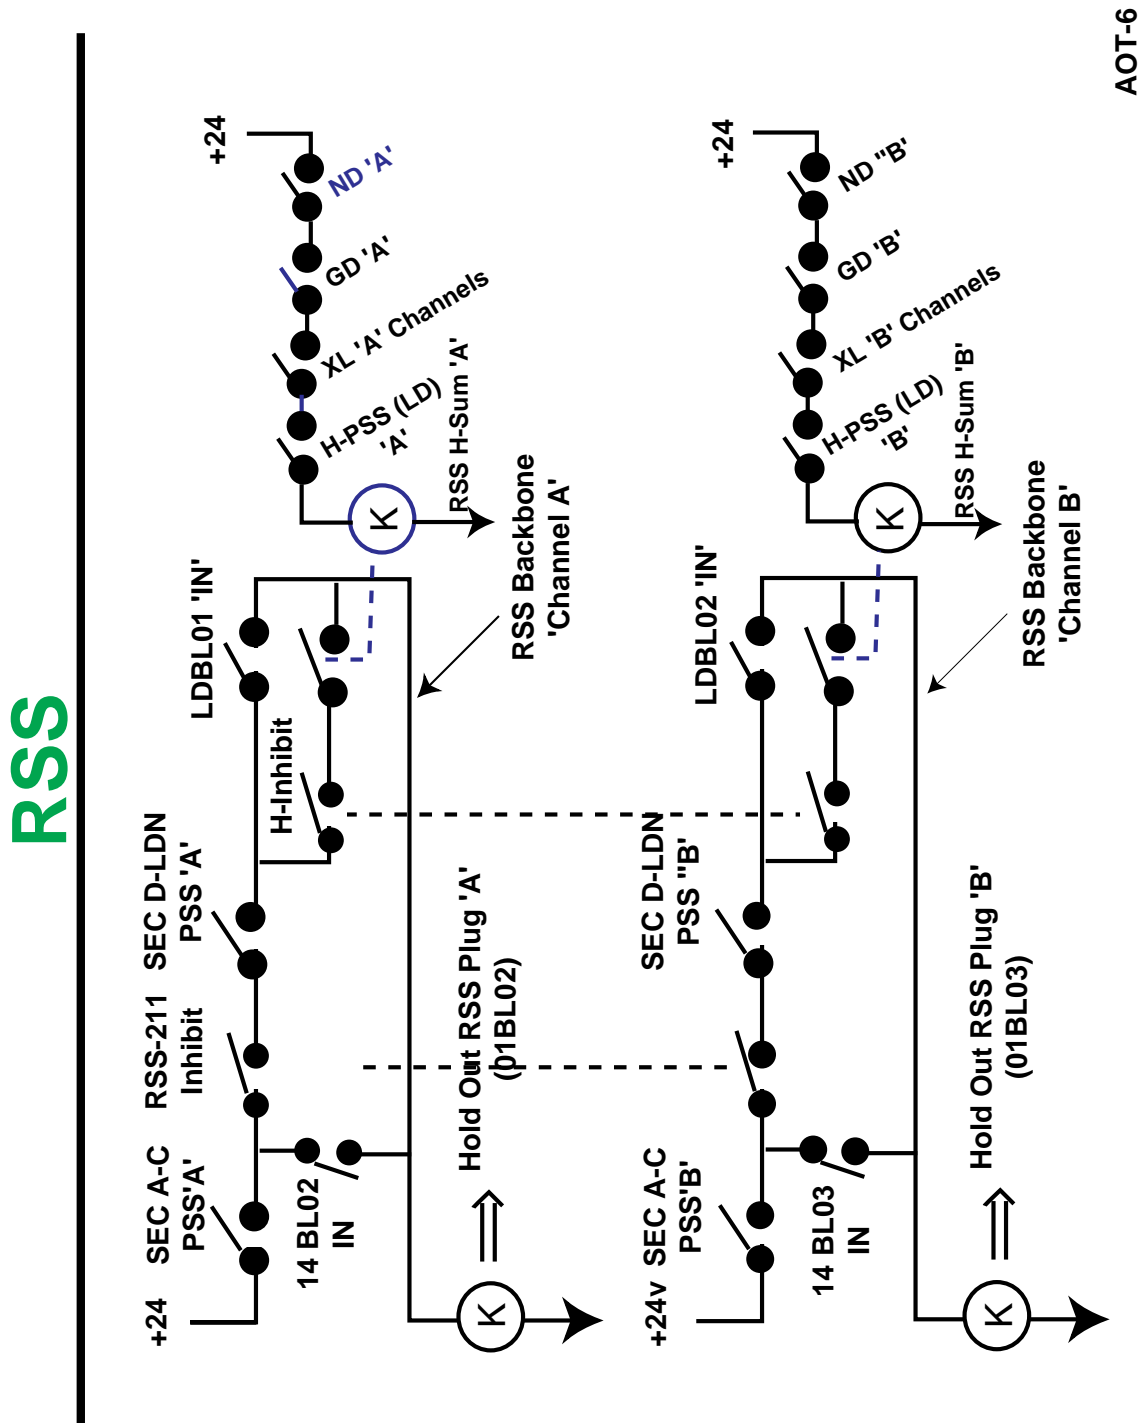 RSS
+24
SEC A-C
PSS'A'
RSS-211
Inhibit
SEC D-LDN
PSS 'A'
LDBL01 'IN'
H-Inhibit
14 BL02
IN
K
Hold Out RSS Plug 'A'
(01BL02)
RSS Backbone
'Channel A'
K
RSS H-Sum 'A'
H-PSS (LD)
'A'
XL 'A' Channels
GD 'A'
ND 'A'
+24
+24v
SEC A-C
PSS'B'
SEC D-LDN
PSS "B'
LDBL02 'IN'
14 BL03
IN
K
Hold Out RSS Plug 'B'
(01BL03)
RSS Backbone
'Channel B'
K
RSS H-Sum 'B'
H-PSS (LD)
'B'
XL 'B' Channels
GD 'B'
ND "B'
+24
AOT-6